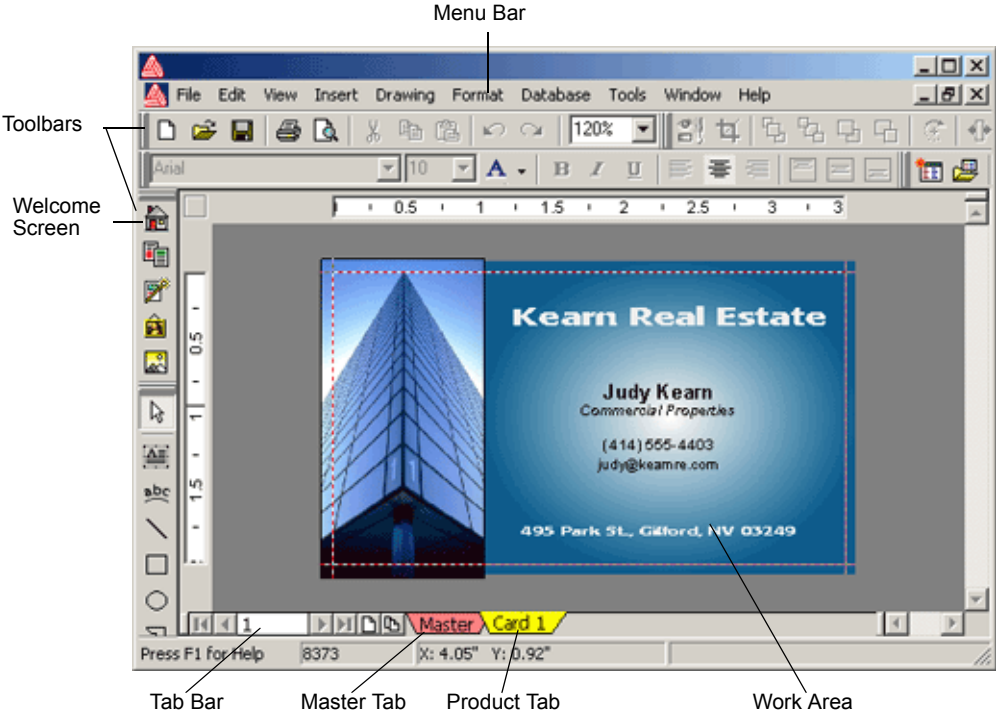 Menu Bar
File Edit View Insert Drawing Format Database Tools Window Help
Toolbars
120%
Arial 10 A B I U
Welcome
Screen
0.5 1 1.5 2 2.5 3 3
0.5
1
1.5
A
abc
Kearn Real Estate
Judy Kearn
Commercial Properties
(414) 555-4403
judy@kearnre.com
495 Park St., Gilford, NV 03249
1 Master Card 1
Press F1 for Help 8373 X: 4.05" Y: 0.92"
Tab Bar Master Tab Product Tab Work Area